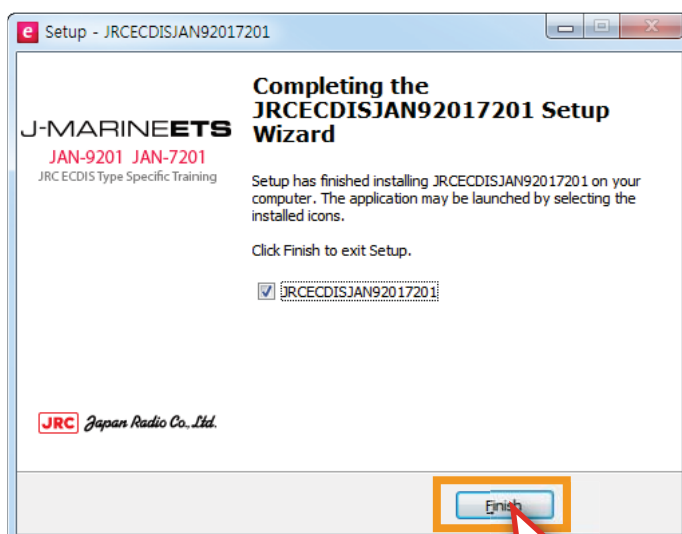 e Setup - JRCECDISJAN92017201
Completing the
JRCECDISJAN92017201 Setup
Wizard
J-MARINEETS
JAN-9201 JAN-7201
JRC ECDIS Type Specific Training
Setup has finished installing JRCECDISJAN92017201 on your
computer. The application may be launched by selecting the
installed icons.
Click Finish to exit Setup.
JRCECDISJAN92017201
JRC Japan Radio Co., Ltd.
Finish